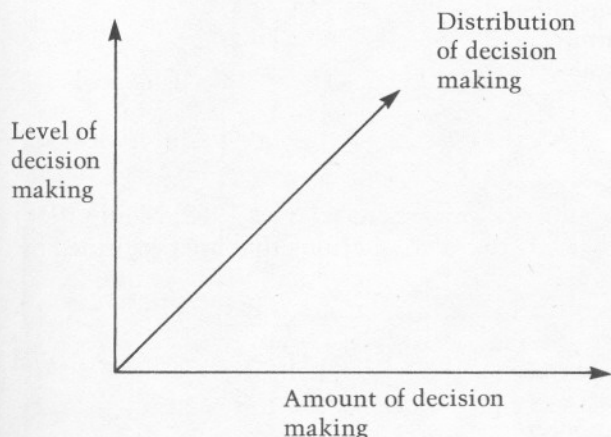 Distribution
of decision
making
Level of
decision
making
Amount of decision
making